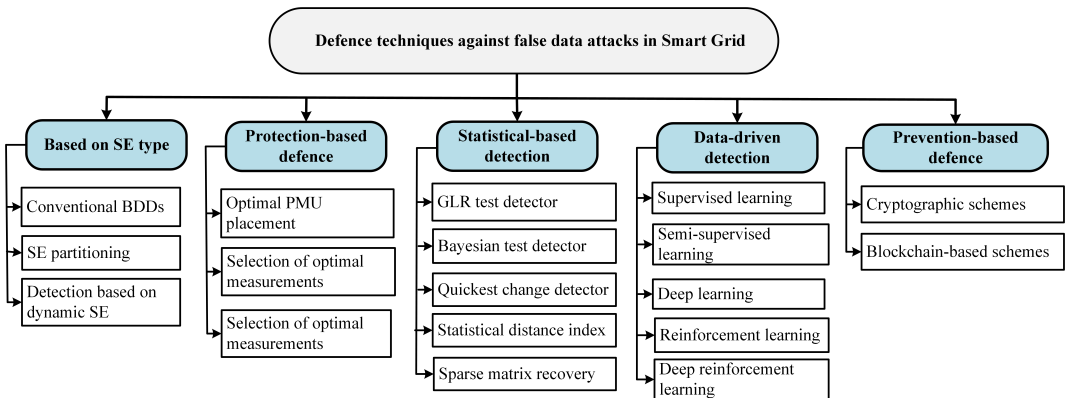 Defence techniques against false data attacks in Smart Grid
Based on SE type
Conventional BDDs
SE partitioning
Detection based on
dynamic SE
Protection-based
defence
Optimal PMU
placement
Selection of optimal
measurements
Selection of optimal
measurements
Statistical-based
detection
GLR test detector
Bayesian test detector
Quickest change detector
Statistical distance index
Sparse matrix recovery
Data-driven
detection
Supervised learning
Semi-supervised
learning
Deep learning
Reinforcement learning
Deep reinforcement
learning
Prevention-based
defence
Cryptographic schemes
Blockchain-based schemes